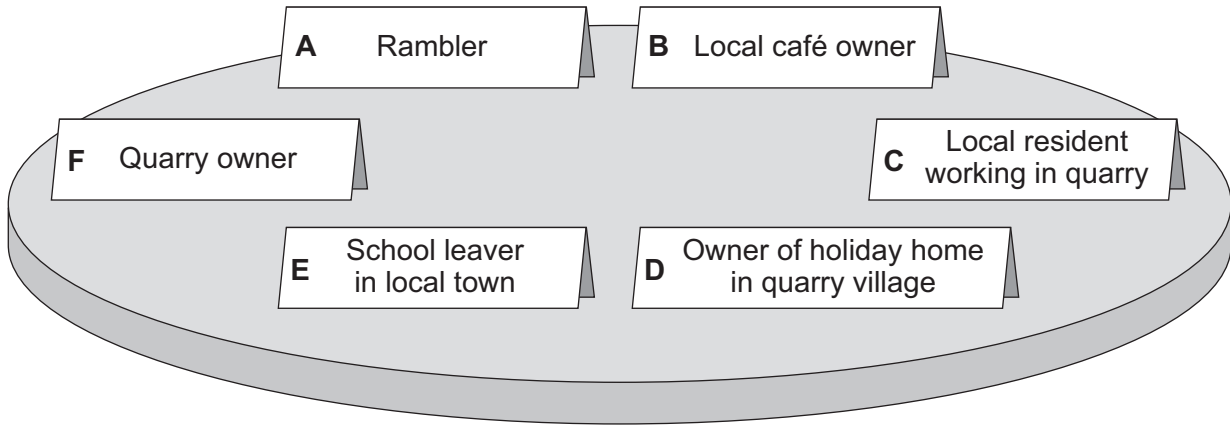 A Rambler
B Local café owner
F Quarry owner
C Local resident
working in quarry
E School leaver
in local town
D Owner of holiday home
in quarry village